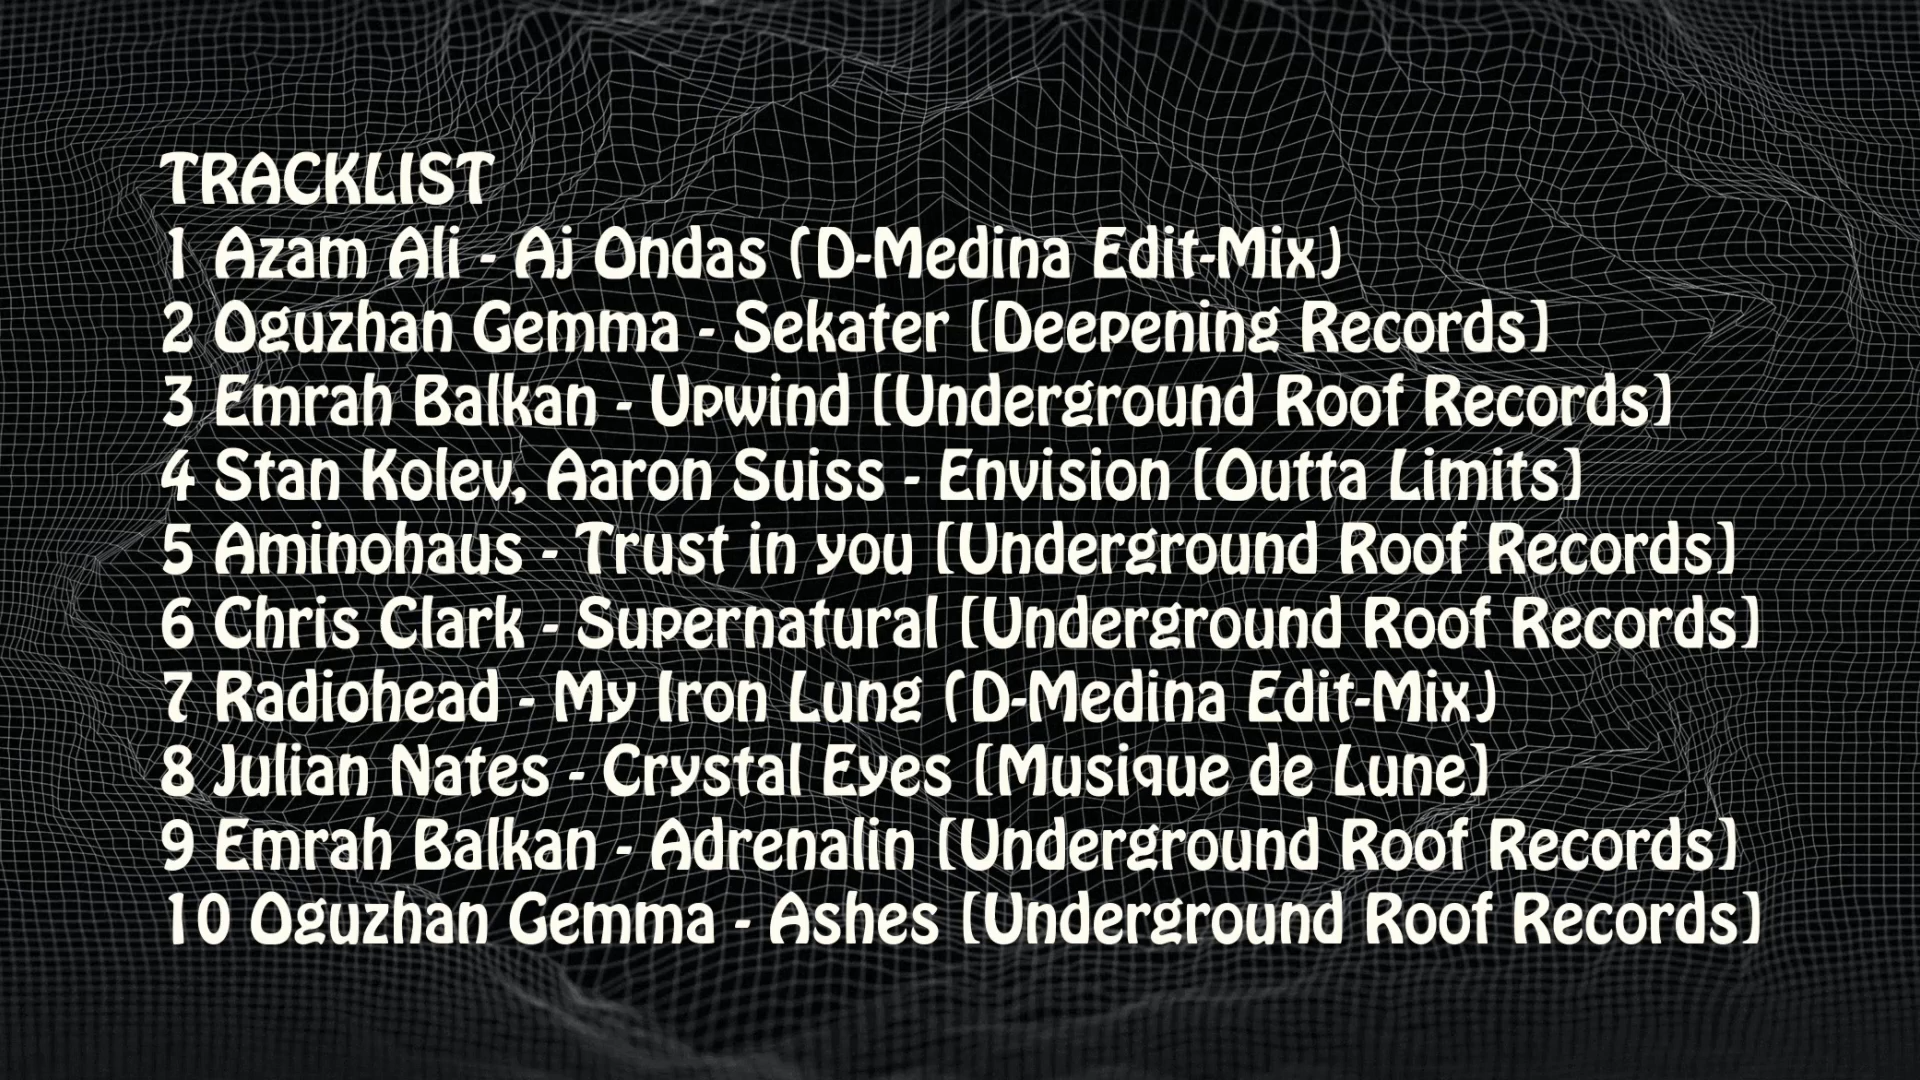 TRACKLIST
1 Azam Ali - Aj Ondas (D-Medina Edit-Mix)
2 Oguzhan Gemma - Sekater [Deepening Records]
3 Emrah Balkan - Upwind [Underground Roof Records]
4 Stan Kolev, Aaron Suiss - Envision [Outta Limits]
5 Aminohaus - Trust in you [Underground Roof Records]
6 Chris Clark - Supernatural [Underground Roof Records]
7 Radiohead - My Iron Lung (D-Medina Edit-Mix)
8 Julian Nates - Crystal Eyes [Musique de Lune]
9 Emrah Balkan - Adrenalin [Underground Roof Records]
10 Oguzhan Gemma - Ashes [Underground Roof Records]